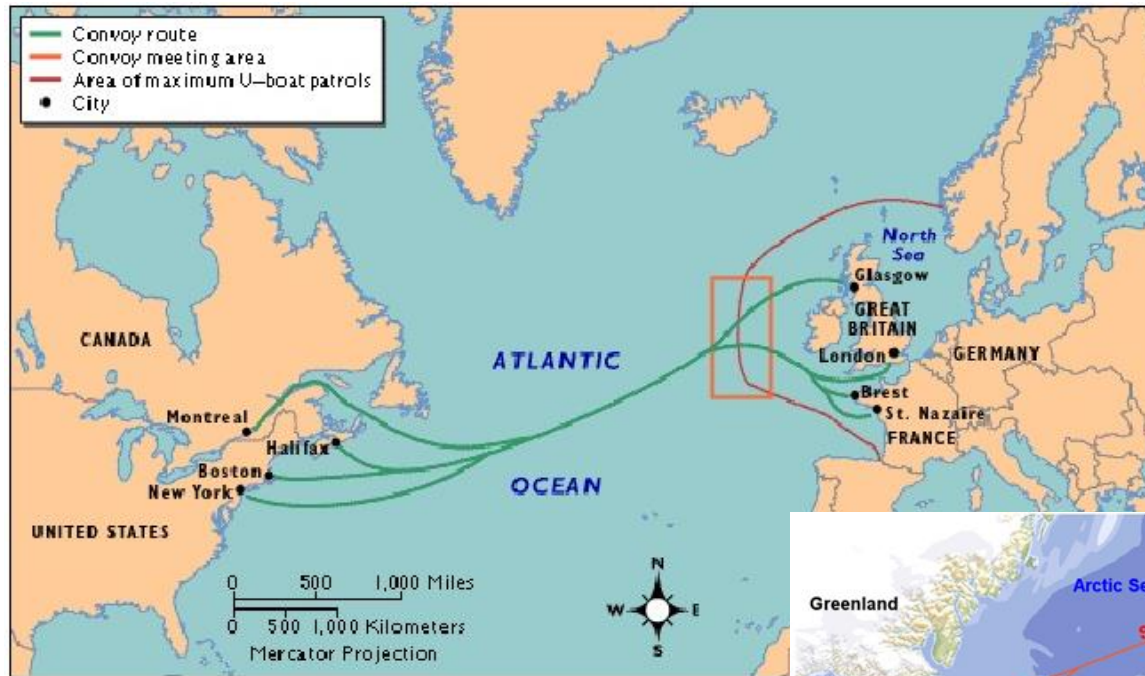 Convoy route
Convoy meeting area
Area of maximum U-boat patrols
City
North
Sea
Glasgow
GREAT
BRITAIN
CANADA
ATLANTIC
London
GERMANY
Brest
Montreal
St. Nazaire
Halifax
FRANCE
Boston
OCEAN
New York
UNITED STATES
N
0 500 1,000 Miles
W E
0 500 1,000 Kilometers
S
Mercator Projection
Arctic Se
Greenland
S